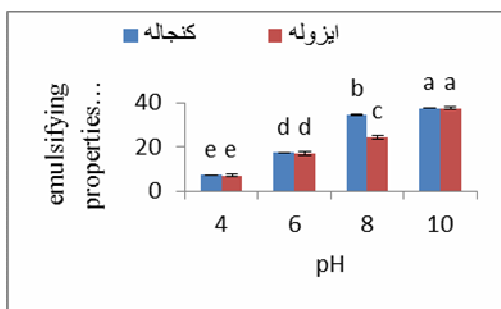 کنجاله ایزوله
emulsifying
properties...
40
20
0
e e d d b c a a
4 6 8 10
pH